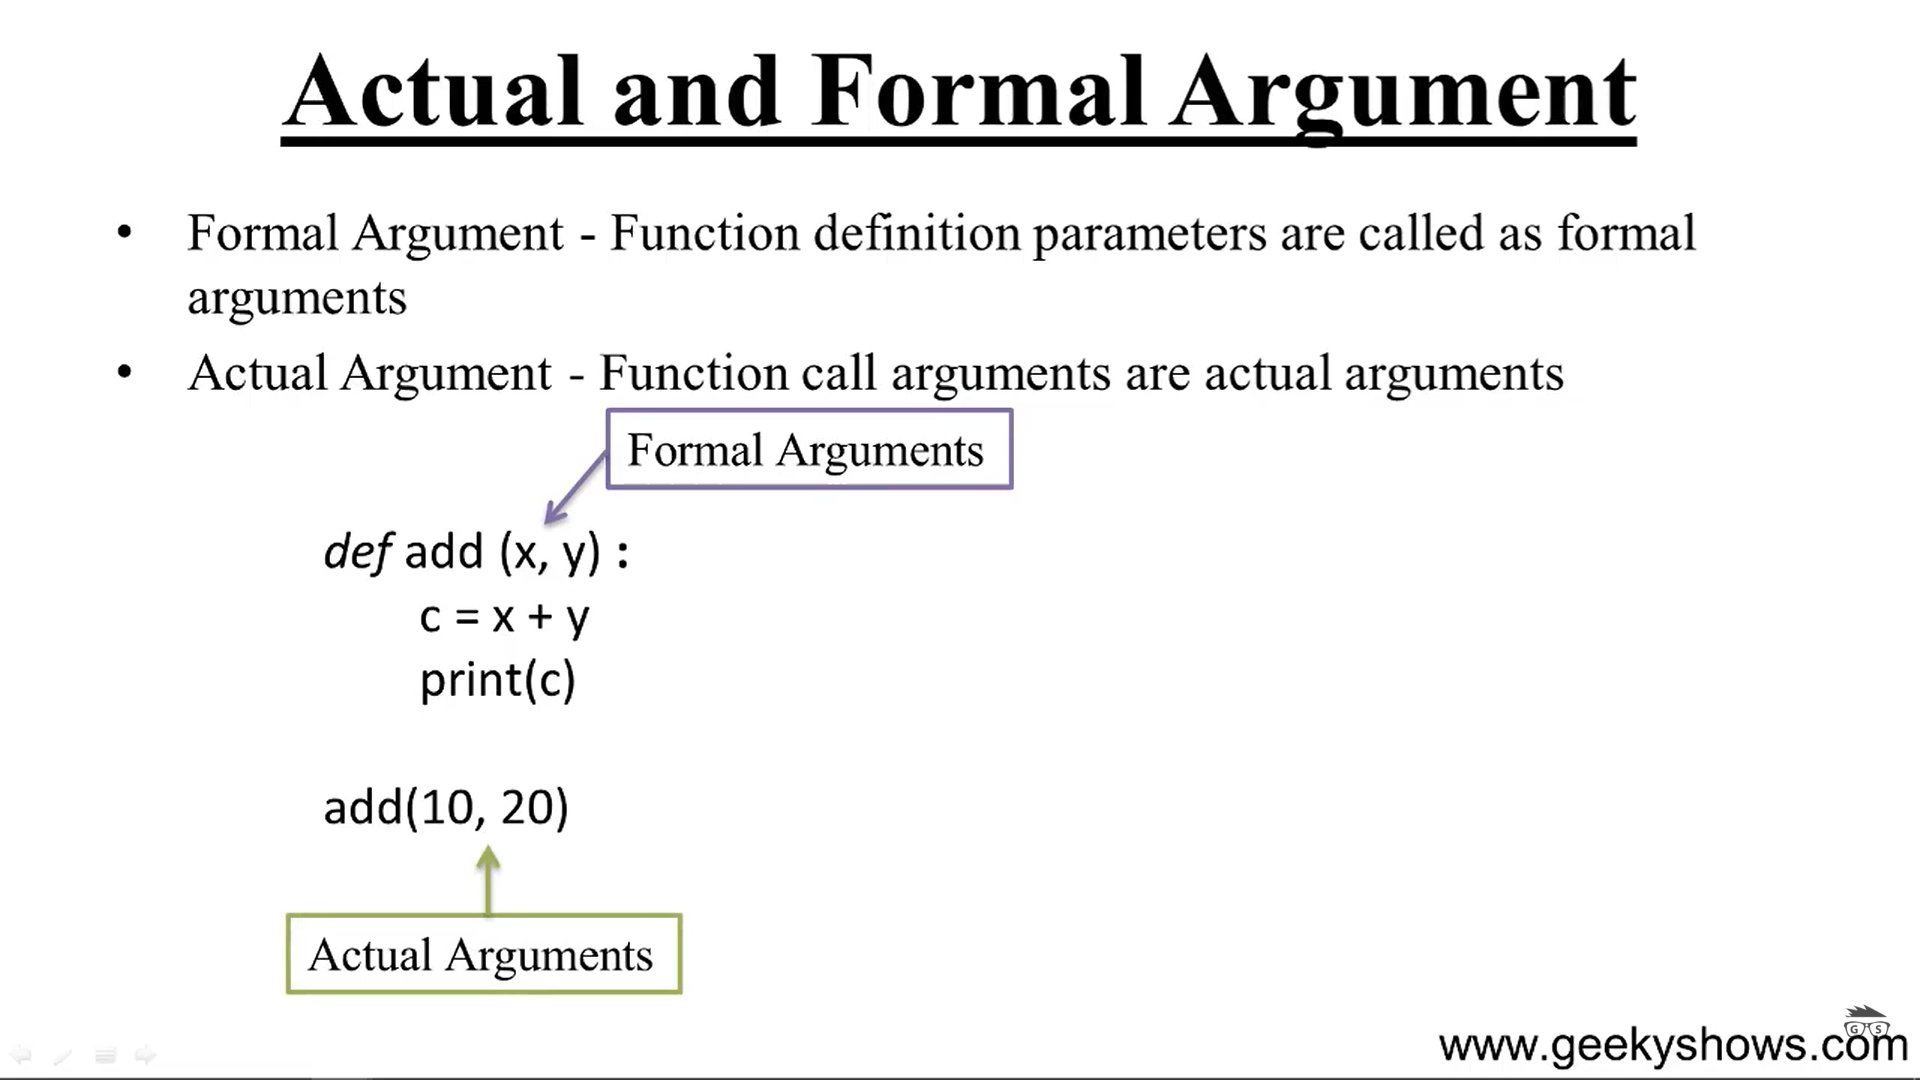 Actual and Formal Argument
• Formal Argument - Function definition parameters are called as formal
arguments
• Actual Argument - Function call arguments are actual arguments
Formal Arguments
def add (x, y) :
c = x + y
print(c)
add(10, 20)
Actual Arguments
G S
www.geekyshows.com